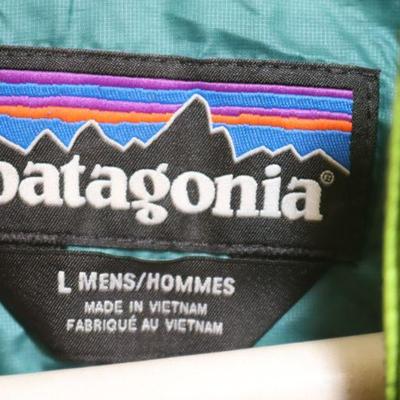 patagonia®
L MENS/HOMMES
MADE IN VIETNAM
FABRIQUÉ AU VIETNAM